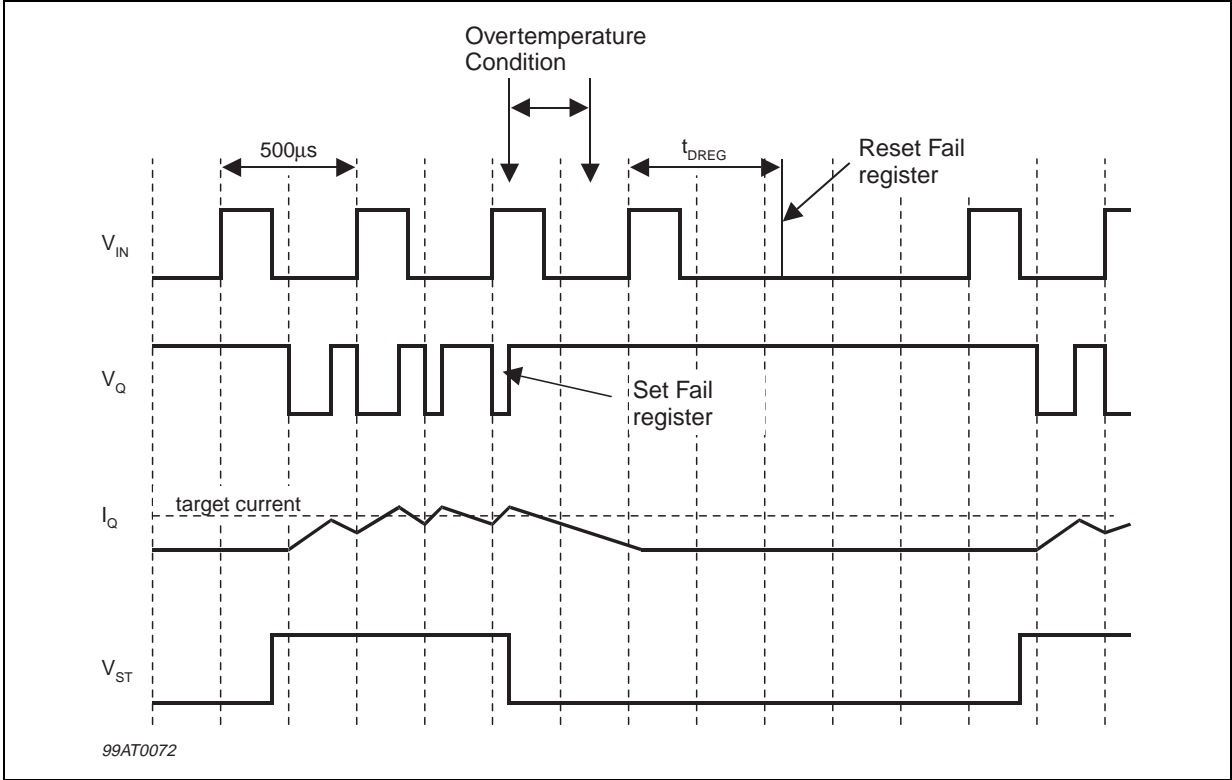 Overtemperature
Condition
500μs
tDREG
Reset Fail
register
VIN
VQ
Set Fail
register
target current
IQ
VST
99AT0072